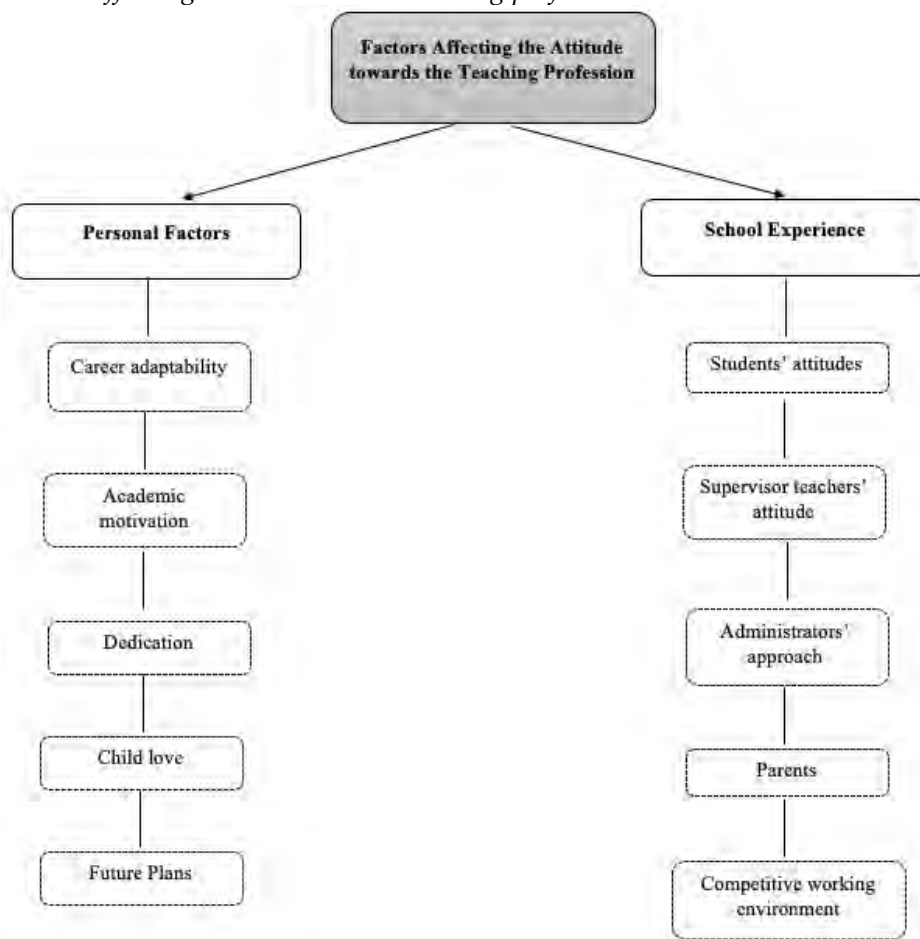 Factors Affecting the Attitude
towards the Teaching Profession
Personal Factors
School Experience
Career adaptability
Students' attitudes
Academic
motivation
Supervisor teachers'
attitude
Dedication
Administrators'
approach
Child love
Parents
Future Plans
Competitive working
environment